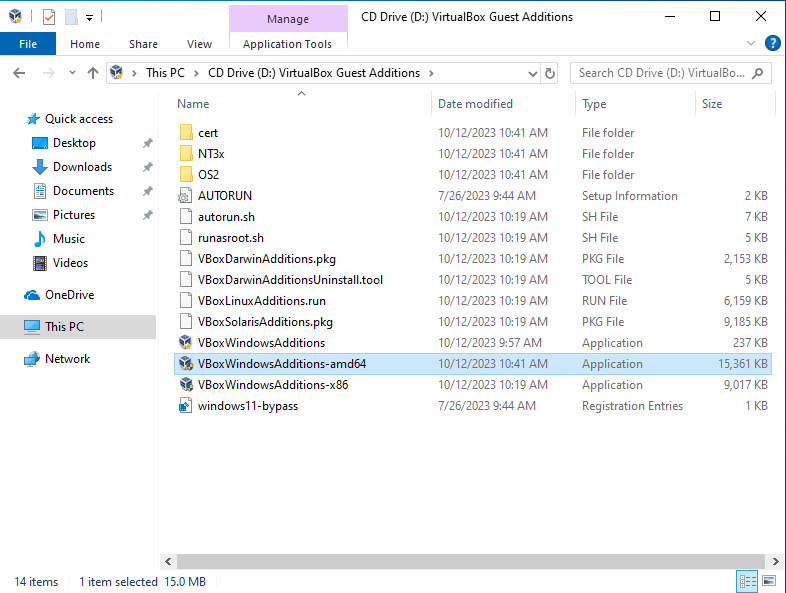 Manage
CD Drive (D:) VirtualBox Guest Additions
File
Home
Share
View
Application Tools
This PC
CD Drive (D:) VirtualBox Guest Additions
Search CD Drive (D:) VirtualBo...
Name
Date modified
Type
Size
Quick access
Desktop
Downloads
Documents
Pictures
Music
Videos
OneDrive
This PC
Network
cert 10/12/2023 10:41 AM File folder
NT3x 10/12/2023 10:41 AM File folder
OS2 10/12/2023 10:41 AM File folder
AUTORUN 7/26/2023 9:44 AM Setup Information 2 KB
autorun.sh 10/12/2023 10:19 AM SH File 7 KB
runasroot.sh 10/12/2023 10:19 AM SH File 5 KB
VBoxDarwinAdditions.pkg 10/12/2023 10:19 AM PKG File 2,153 KB
VBoxDarwinAdditionsUninstall.tool 10/12/2023 10:19 AM TOOL File 5 KB
VBoxLinuxAdditions.run 10/12/2023 10:19 AM RUN File 6,159 KB
VBoxSolarisAdditions.pkg 10/12/2023 10:19 AM PKG File 9,185 KB
VBoxWindowsAdditions 10/12/2023 9:57 AM Application 237 KB
VBoxWindowsAdditions-amd64 10/12/2023 10:41 AM Application 15,361 KB
VBoxWindowsAdditions-x86 10/12/2023 10:19 AM Application 9,017 KB
windows11-bypass 7/26/2023 9:44 AM Registration Entries 1 KB
14 items
1 item selected 15.0 MB